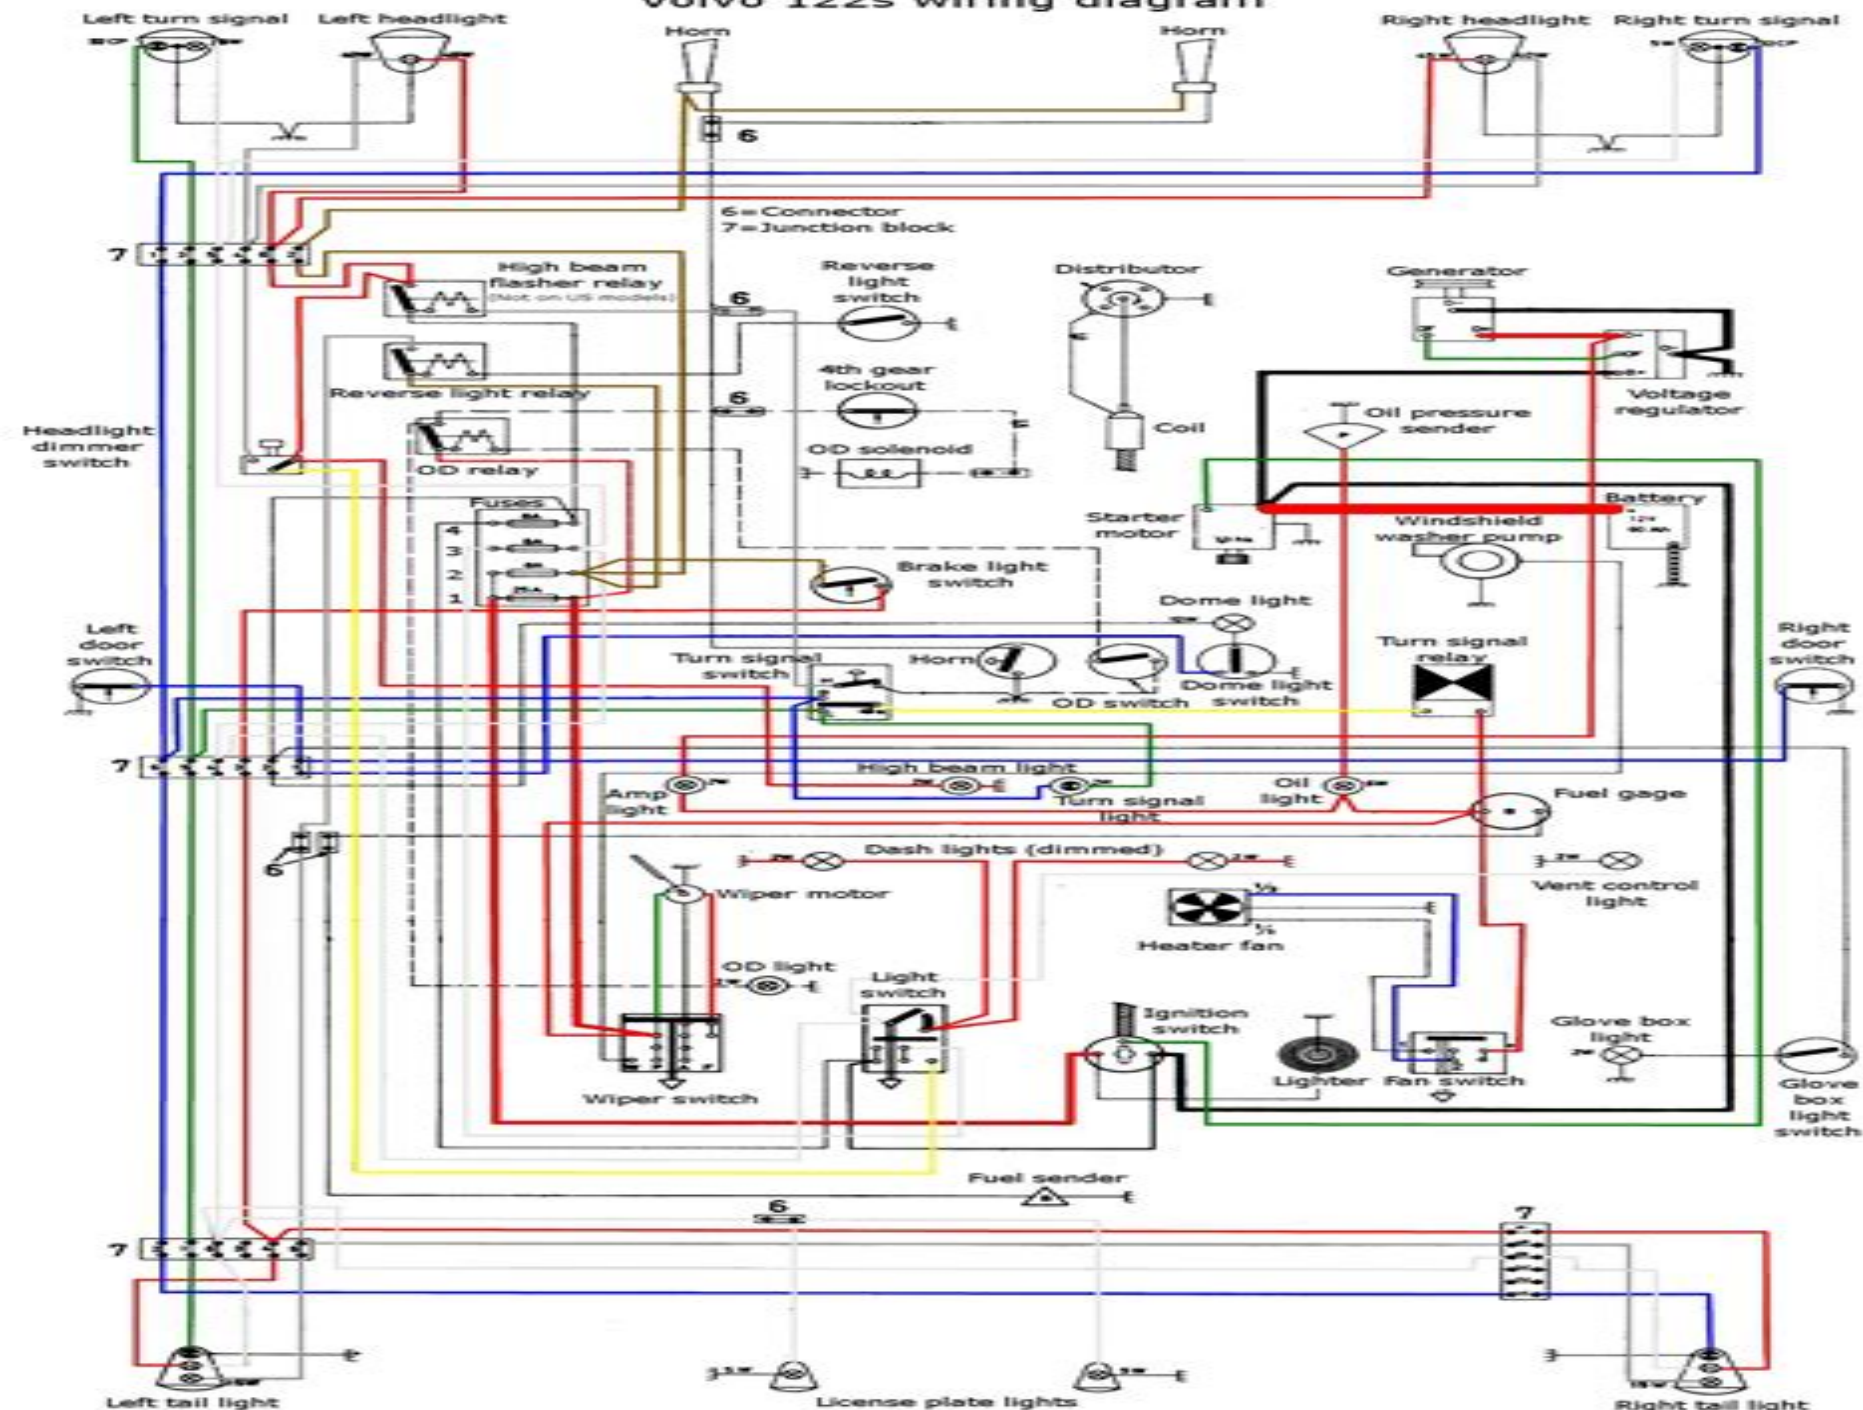 Volvo 122s wiring diagram
Left turn signal
Left headlight
Horn
Horn
Right headlight
Right turn signal
6
6=Connector
7=Junction block
7
High beam
flasher relay
(Not on US models)
6
Reverse
light
switch
Distributor
Generator
Reverse light relay
6
4th gear
lockout
Voltage
regulator
Oil pressure
sender
Headlight
dimmer
switch
OD relay
OD solenoid
Coil
Fuses
4
3
2
1
Starter
motor
Battery
Windshield
washer pump
Brake light
switch
Dome light
Left
door
switch
Turn signal
switch
Horn
OD switch
Dome light
switch
Turn signal
relay
Right
door
switch
7
High beam light
Amp
light
Turn signal
light
Oil
light
Fuel gage
6
Dash lights (dimmed)
2W
Wiper motor
Vent control
light
Heater fan
OD light
Light
switch
Ignition
switch
Glove box
light
Wiper switch
Lighter
Fan switch
Glove
box
light
switch
Fuel sender
6
7
7
Left tail light
License plate lights
Right tail light